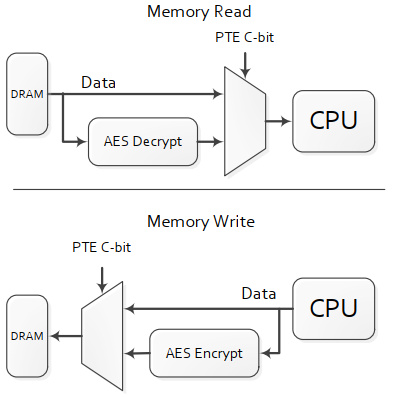 Memory Read
PTE C-bit
Data
DRAM
AES Decrypt
CPU
Memory Write
PTE C-bit
Data
CPU
DRAM
AES Encrypt